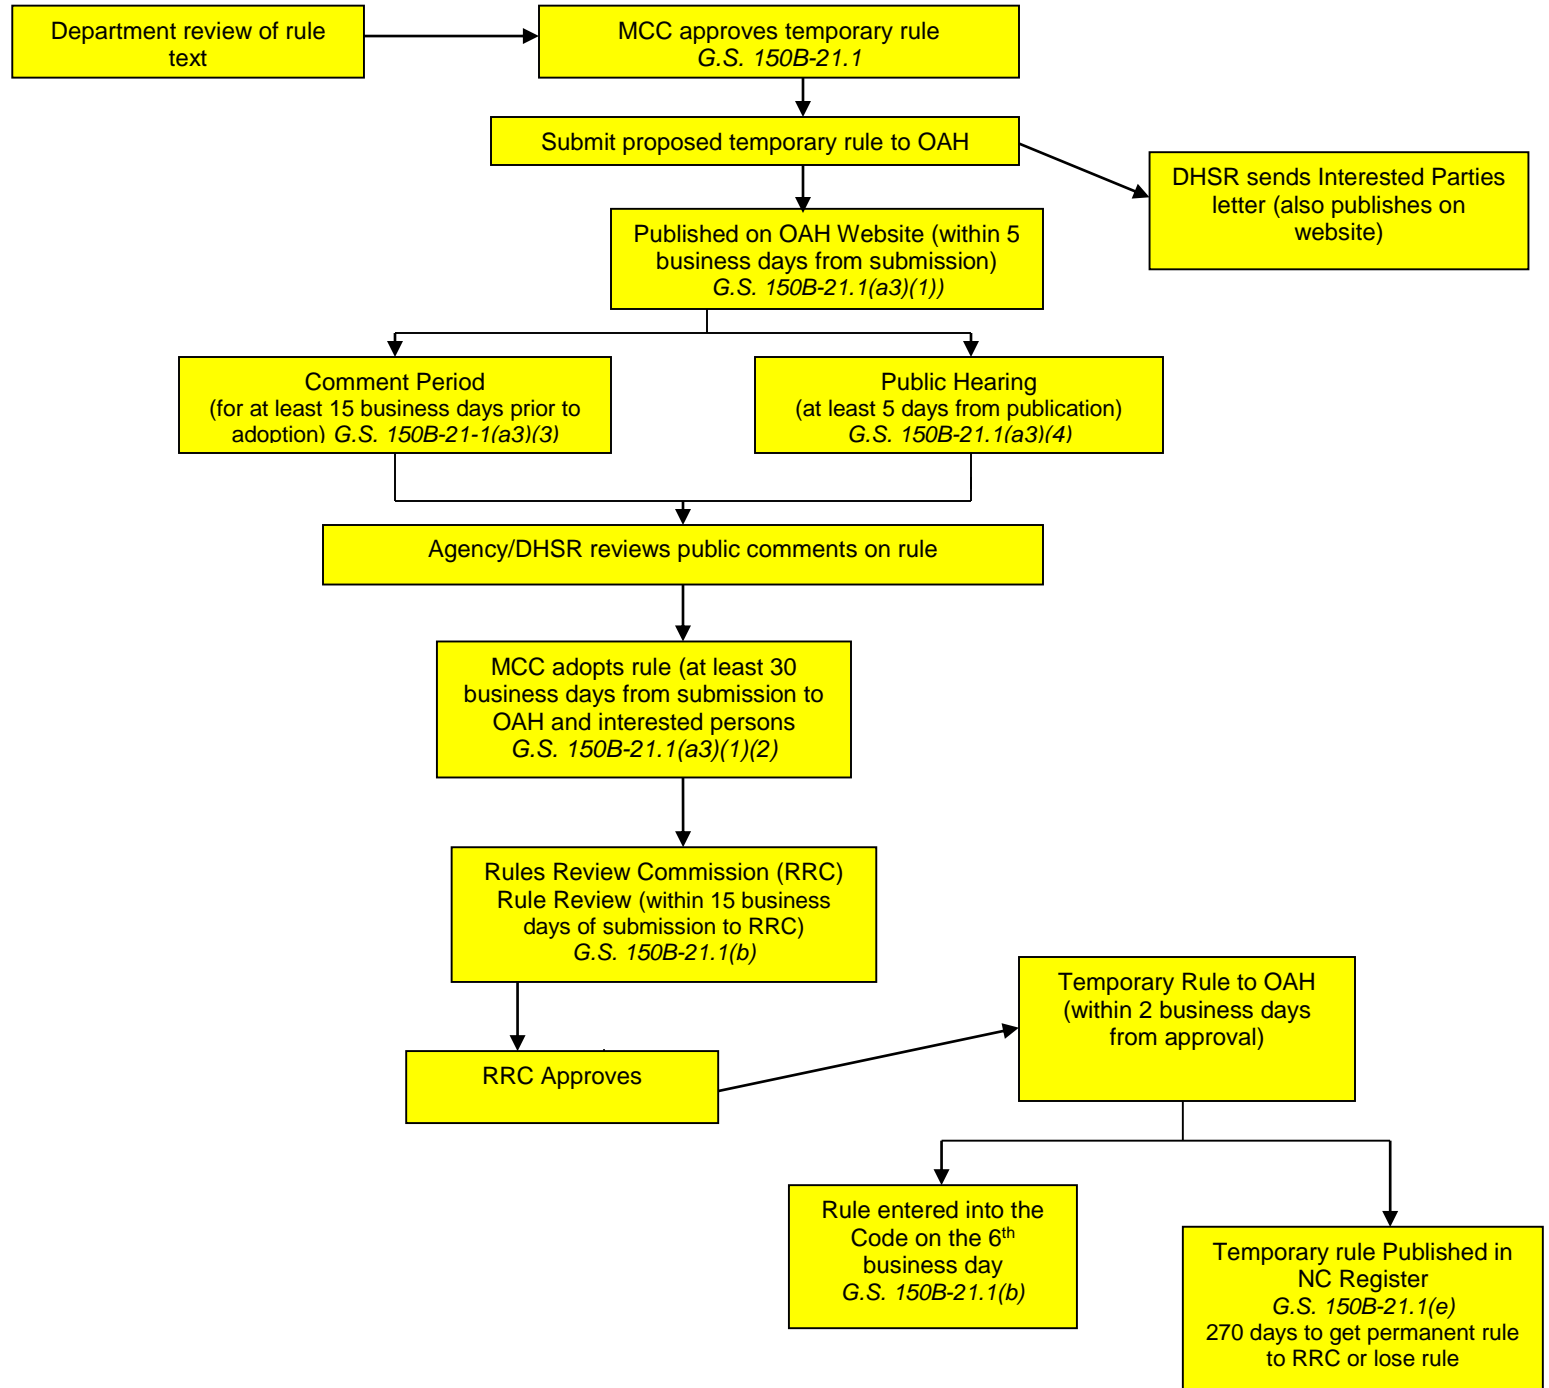 Department review of rule
text
MCC approves temporary rule
G.S. 150B-21.1
Submit proposed temporary rule to OAH
DHSR sends Interested Parties
letter (also publishes on
website)
Published on OAH Website (within 5
business days from submission)
G.S. 150B-21.1(a3)(1))
Comment Period
(for at least 15 business days prior to
adoption) G.S. 150B-21-1(a3)(3)
Public Hearing
(at least 5 days from publication)
G.S. 150B-21.1(a3)(4)
Agency/DHSR reviews public comments on rule
MCC adopts rule (at least 30
business days from submission to
OAH and interested persons
G.S. 150B-21.1(a3)(1)(2)
Rules Review Commission (RRC)
Rule Review (within 15 business
days of submission to RRC)
G.S. 150B-21.1(b)
RRC Approves
Temporary Rule to OAH
(within 2 business days
from approval)
Rule entered into the
Code on the 6th
business day
G.S. 150B-21.1(b)
Temporary rule Published in
NC Register
G.S. 150B-21.1(e)
270 days to get permanent rule
to RRC or lose rule